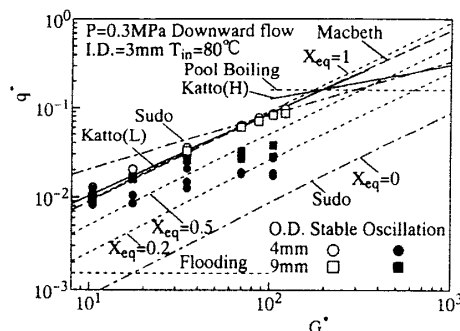 P=0.3MPa Downward flow
I.D.=3mm T_in=80℃
Macbeth
X_eq=1
Pool Boiling
Katto(H)
Sudo
Katto(L)
X_eq=0
Sudo
X_eq=0.5
X_eq=0.2
O.D. Stable Oscillation
4mm ○ ●
9mm □ ■
Flooding
10^0
10^-1
10^-2
10^-3
q*
10^1 10^2 10^3
G*